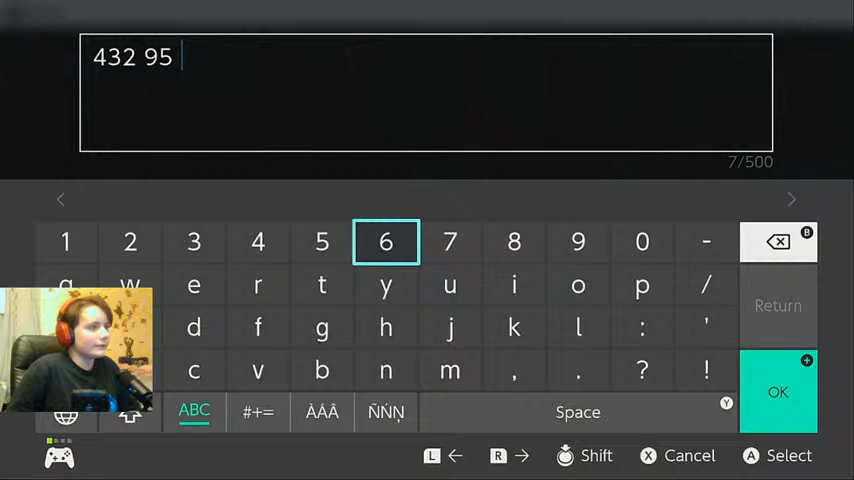 432 95
7/500
1 2 3 4 5 6 7 8 9 0 -
B
q w e r t y u i o p /
Return
d f g h j k l : '
c v b n m , . ? !
+
OK
ABC #+= ÀÁÂ ÑŃŅ Space
Y
L ← R → Shift X Cancel A Select